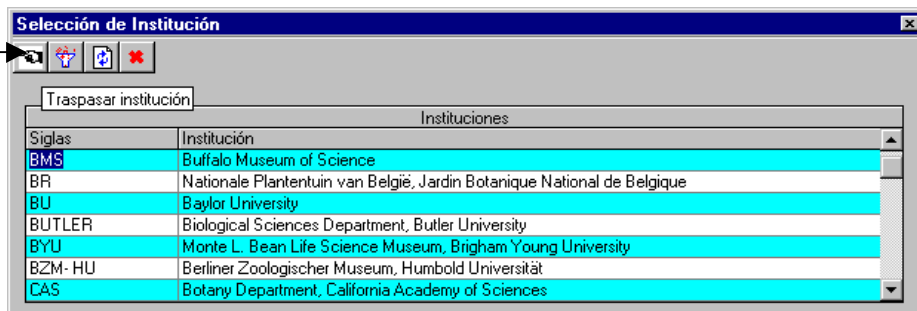 Selección de Institución
Traspasar institución
Instituciones
Siglas Institución
BMS Buffalo Museum of Science
BR Nationale Plantentuin van België, Jardin Botanique National de Belgique
BU Baylor University
BUTLER Biological Sciences Department, Butler University
BYU Monte L. Bean Life Science Museum, Brigham Young University
BZM- HU Berliner Zoologischer Museum, Humbold Universität
CAS Botany Department, California Academy of Sciences